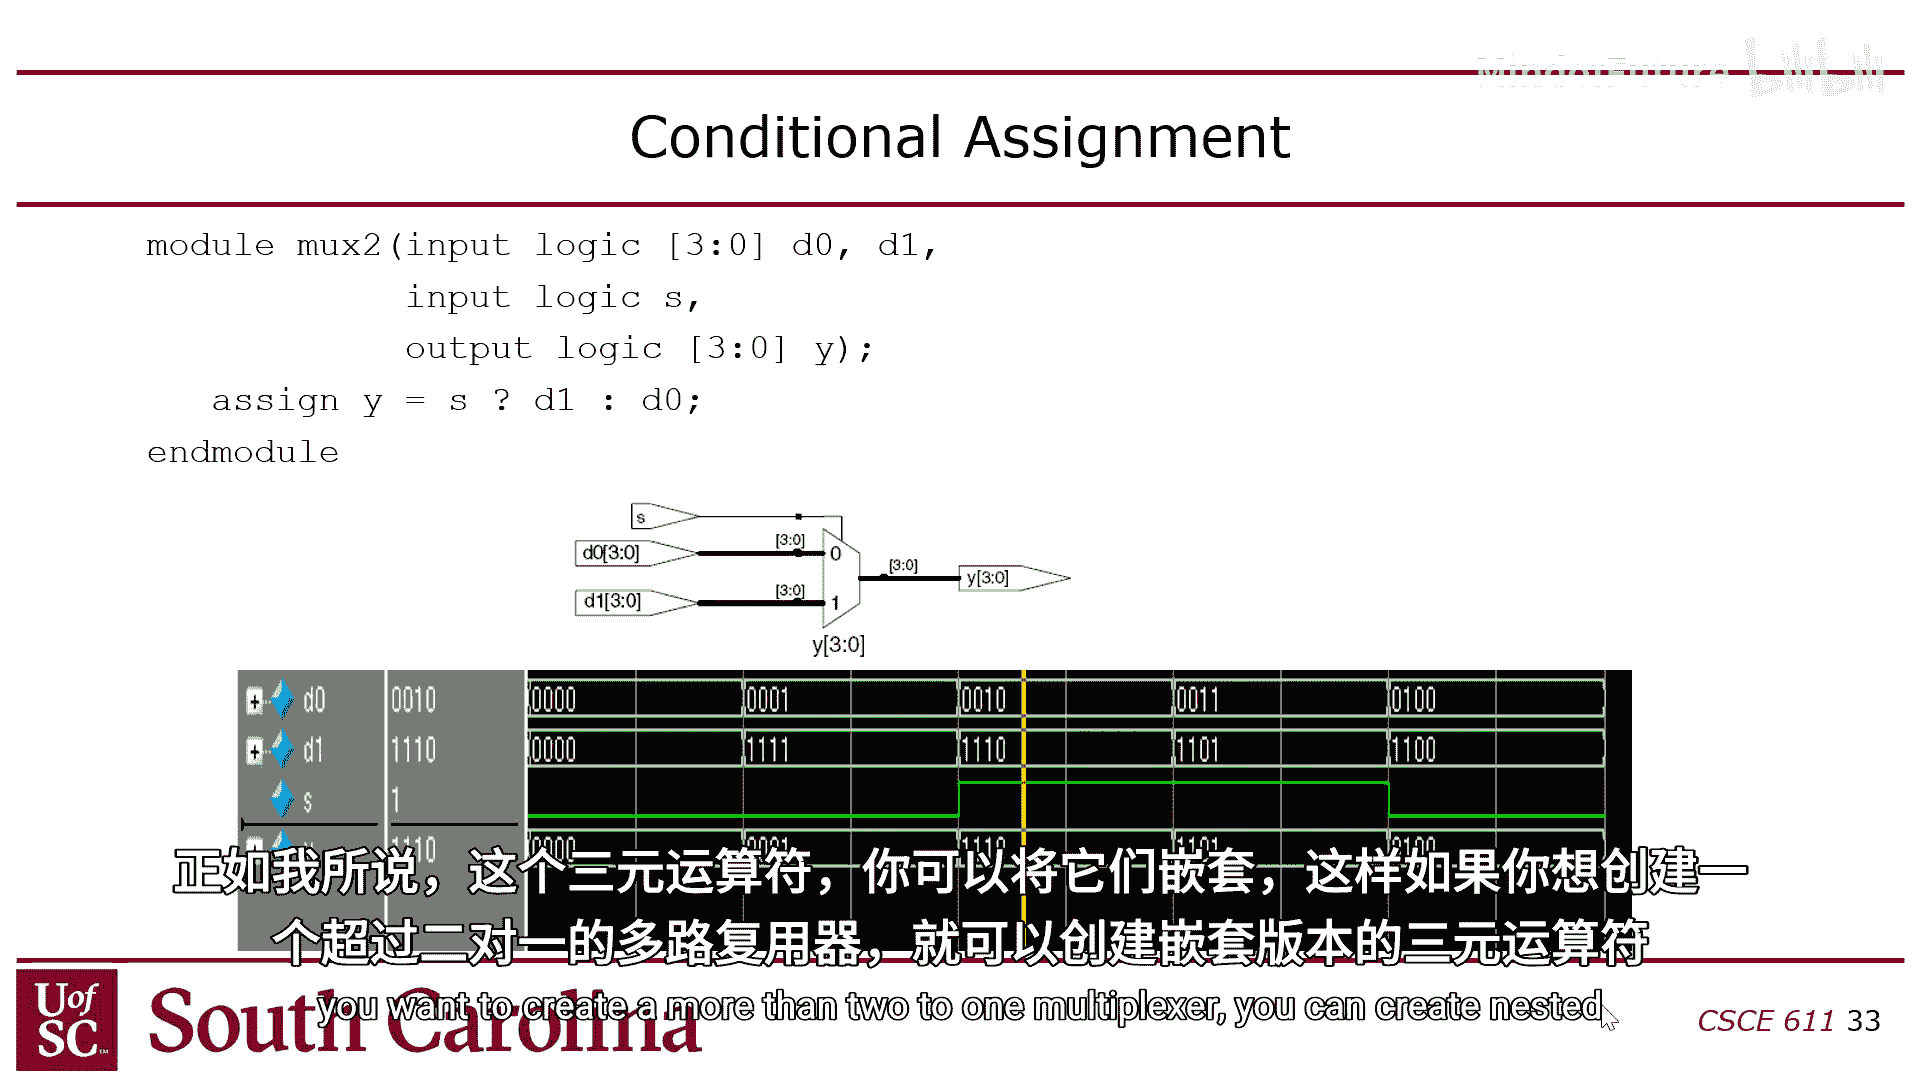 Conditional Assignment
module mux2(input logic [3:0] d0, d1,
input logic s,
output logic [3:0] y);
assign y = s ? d1 : d0;
endmodule
s
d0[3:0] [3:0] 0
[3:0] y[3:0]
d1[3:0] [3:0] 1
y[3:0]
d0 0010 0000 0001 0010 0011 0100
d1 1110 0000 1111 1110 1101 1100
s 1
1110 0000 0001 1110 1101 0100
正如我所说，这个三元运算符，你可以将它们嵌套，这样如果你想创建一
个超过二对一的多路复用器，就可以创建嵌套版本的三元运算符
you want to create a more than two to one multiplexer, you can create nested
UofSC South Carolina
CSCE 611 33